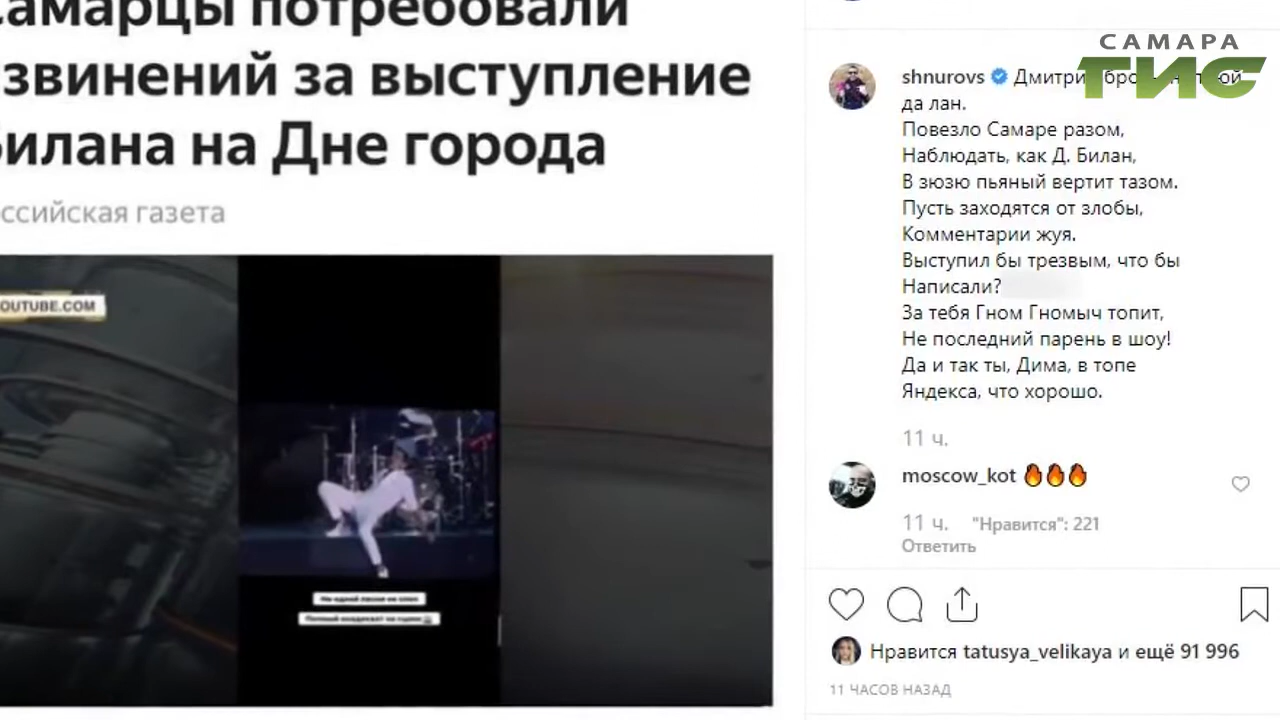 самарцы потребовали
звинений за выступление
билана на Дне города
ссийская газета
OUTUBE.COM
САМАРА
ГИС
shnurovs Дмитрий
да лан.
Повезло Самаре разом,
Наблюдать, как Д. Билан,
В зюзю пьяный вертит тазом.
Пусть заходятся от злобы,
Комментарии жуя.
Выступил бы трезвым, что бы
Написали?
За тебя Гном Гномыч топит,
Не последний парень в шоу!
Да и так ты, Дима, в топе
Яндекса, что хорошо.
11 ч.
moscow_kot 🔥🔥🔥
11 ч. "Нравится": 221
Ответить
Нравится tatusya_velikaya и ещё 91 996
11 ЧАСОВ НАЗАД